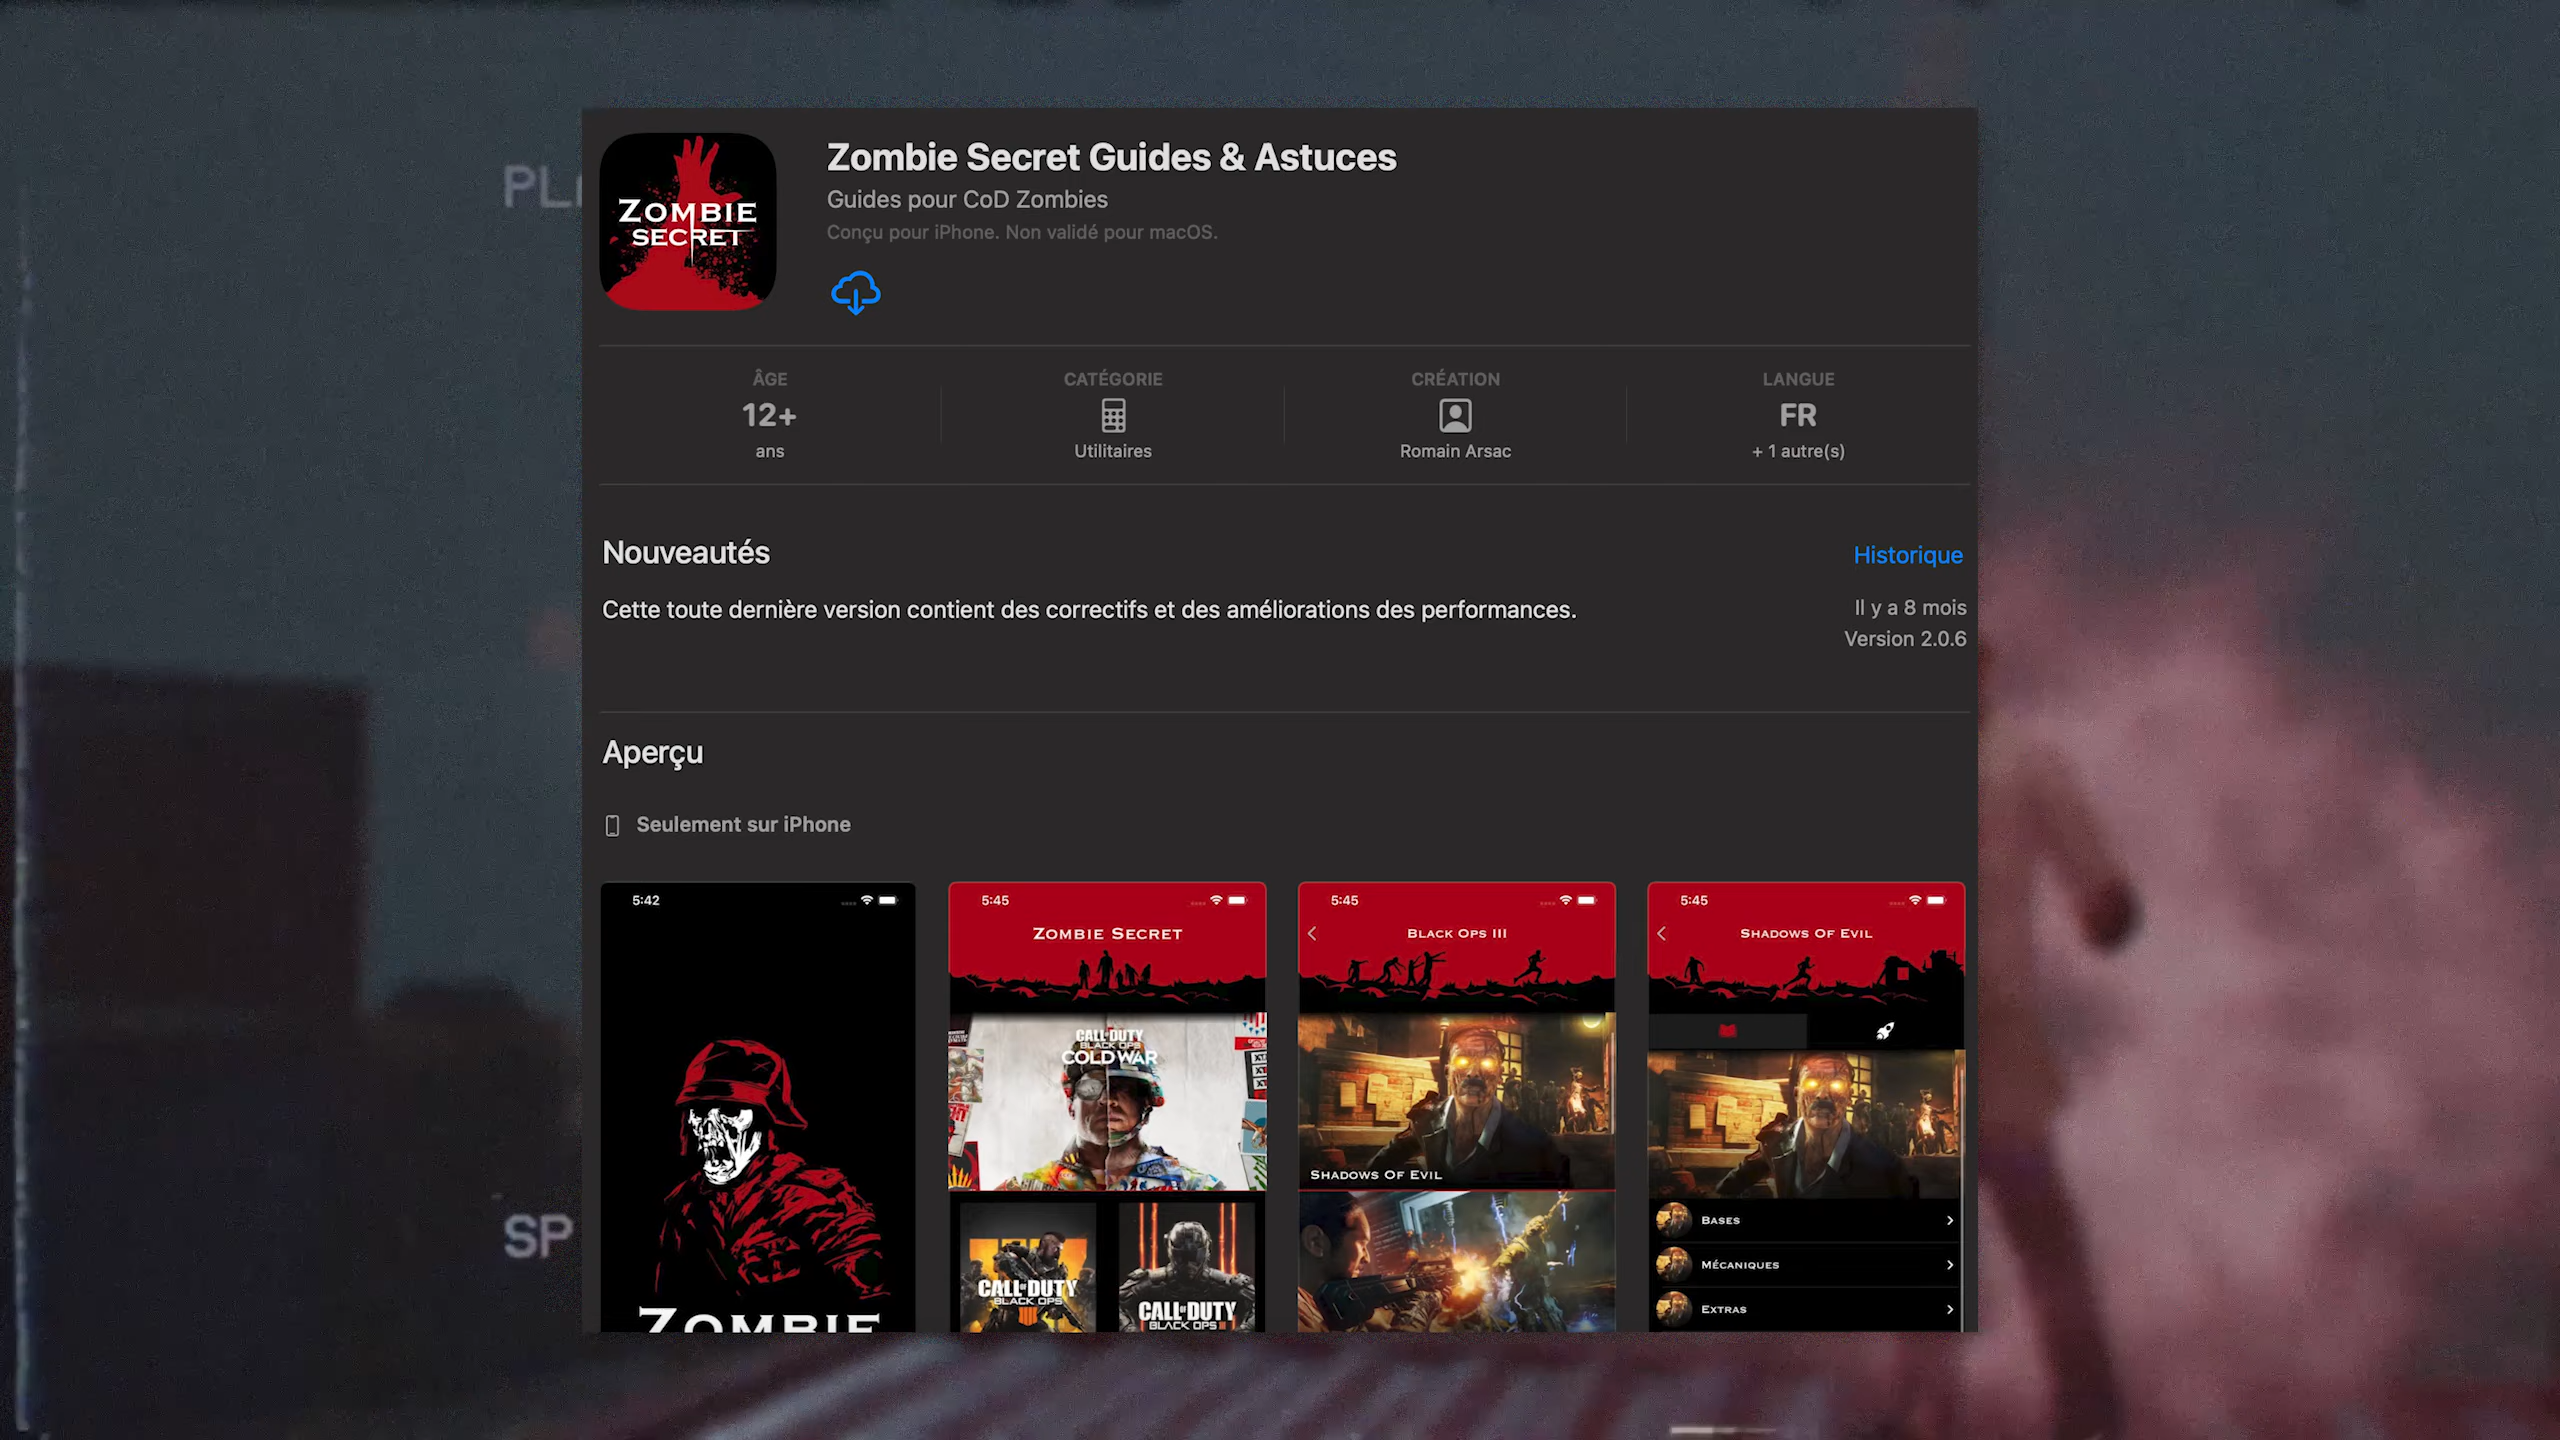 PL
ZOMBIE
SECRET
Zombie Secret Guides & Astuces
Guides pour CoD Zombies
Conçu pour iPhone. Non validé pour macOS.
ÂGE
12+
ans
CATÉGORIE
Utilitaires
CRÉATION
Romain Arsac
LANGUE
FR
+ 1 autre(s)
Nouveautés
Historique
Cette toute dernière version contient des correctifs et des améliorations des performances.
Il y a 8 mois
Version 2.0.6
Aperçu
Seulement sur iPhone
5:42
ZOMBIE
5:45
ZOMBIE SECRET
CALL OF DUTY
BLACK OPS
COLD WAR
CALL OF DUTY
BLACK OPS
IIII
CALL OF DUTY
BLACK OPS III
5:45
BLACK OPS III
SHADOWS OF EVIL
5:45
SHADOWS OF EVIL
BASES
MÉCANIQUES
EXTRAS
SP